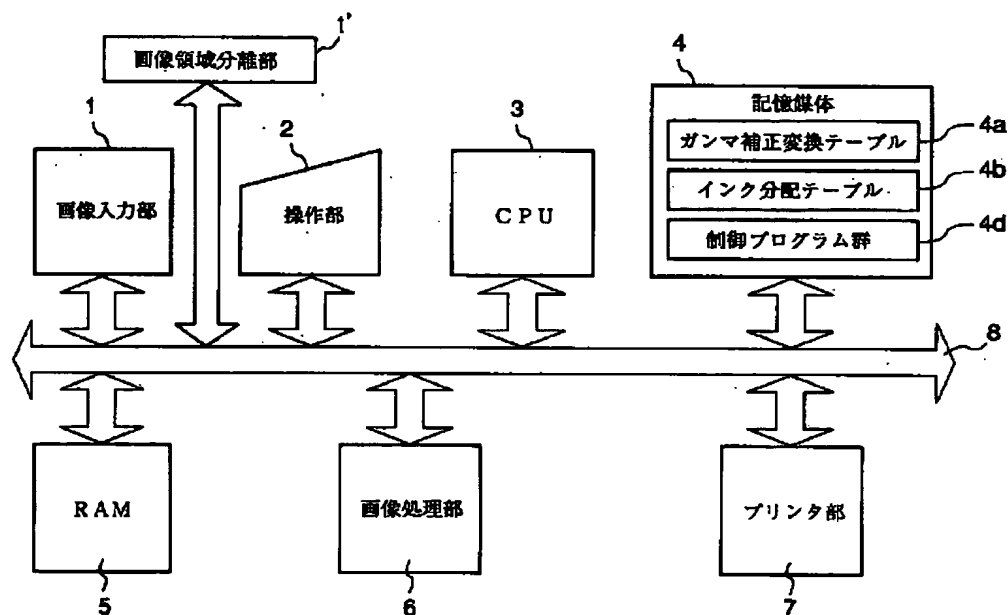 1'
画像領域分離部
1
画像入力部
2
操作部
3
CPU
4
記憶媒体
ガンマ補正変換テーブル
4a
インク分配テーブル
4b
制御プログラム群
4d
8
RAM
5
画像処理部
6
プリンタ部
7